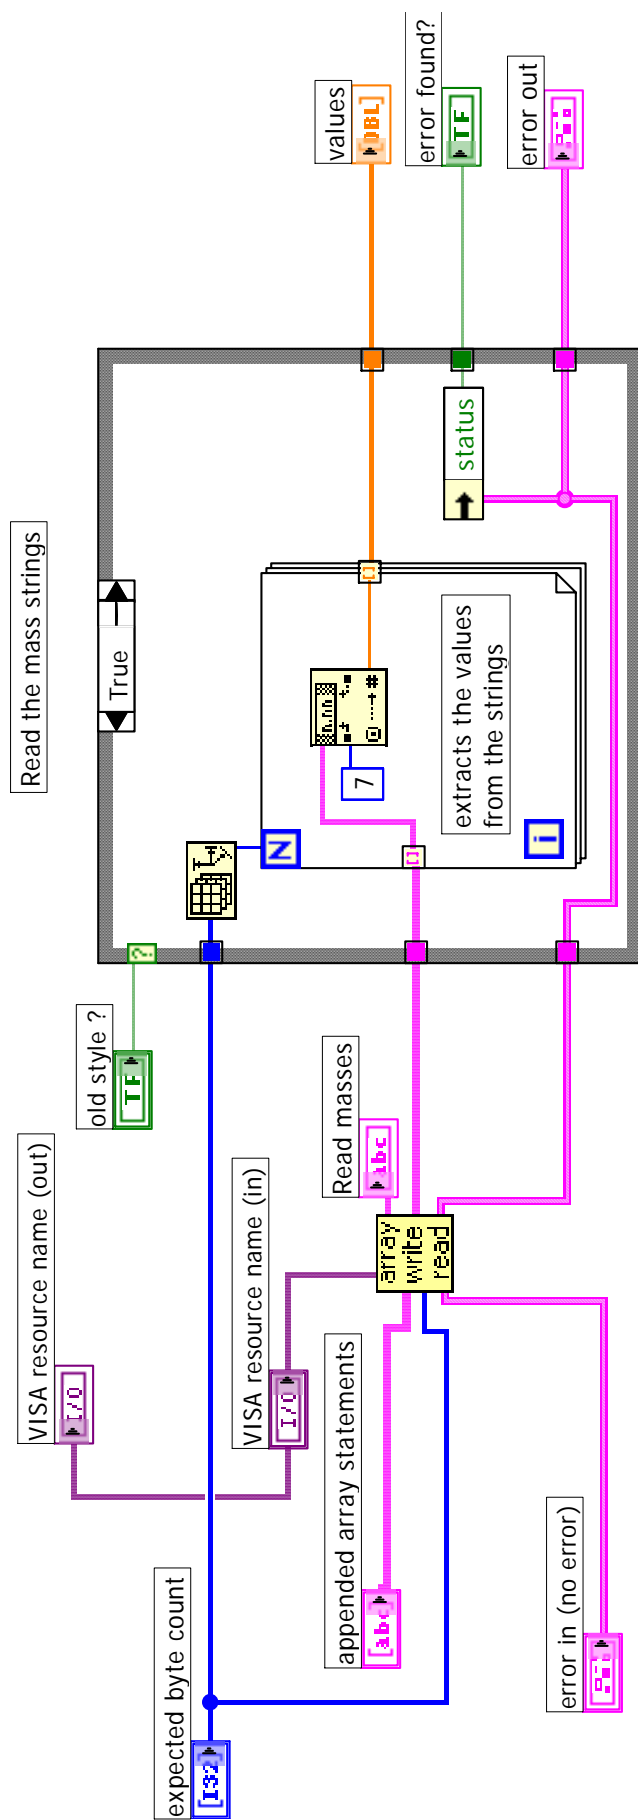 Read the mass strings
True
old style ?
TF
VISA resource name (out)
I/O
VISA resource name (in)
I/O
expected byte count
[I32]
appended array statements
[abc]
error in (no error)
Read masses
abc
array
write
read
?
N
i
7
n.nn
#
[]
[]
extracts the values
from the strings
status
values
[DBL]
error found?
TF
error out